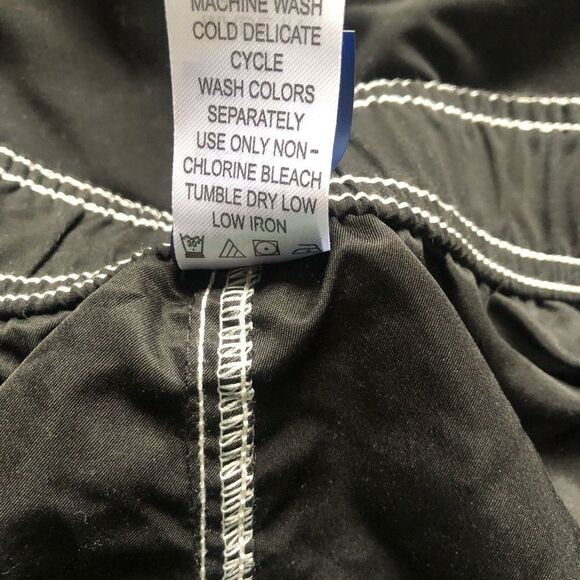 MACHINE WASH
COLD DELICATE
CYCLE
WASH COLORS
SEPARATELY
USE ONLY NON-
CHLORINE BLEACH
TUMBLE DRY LOW
LOW IRON
30°